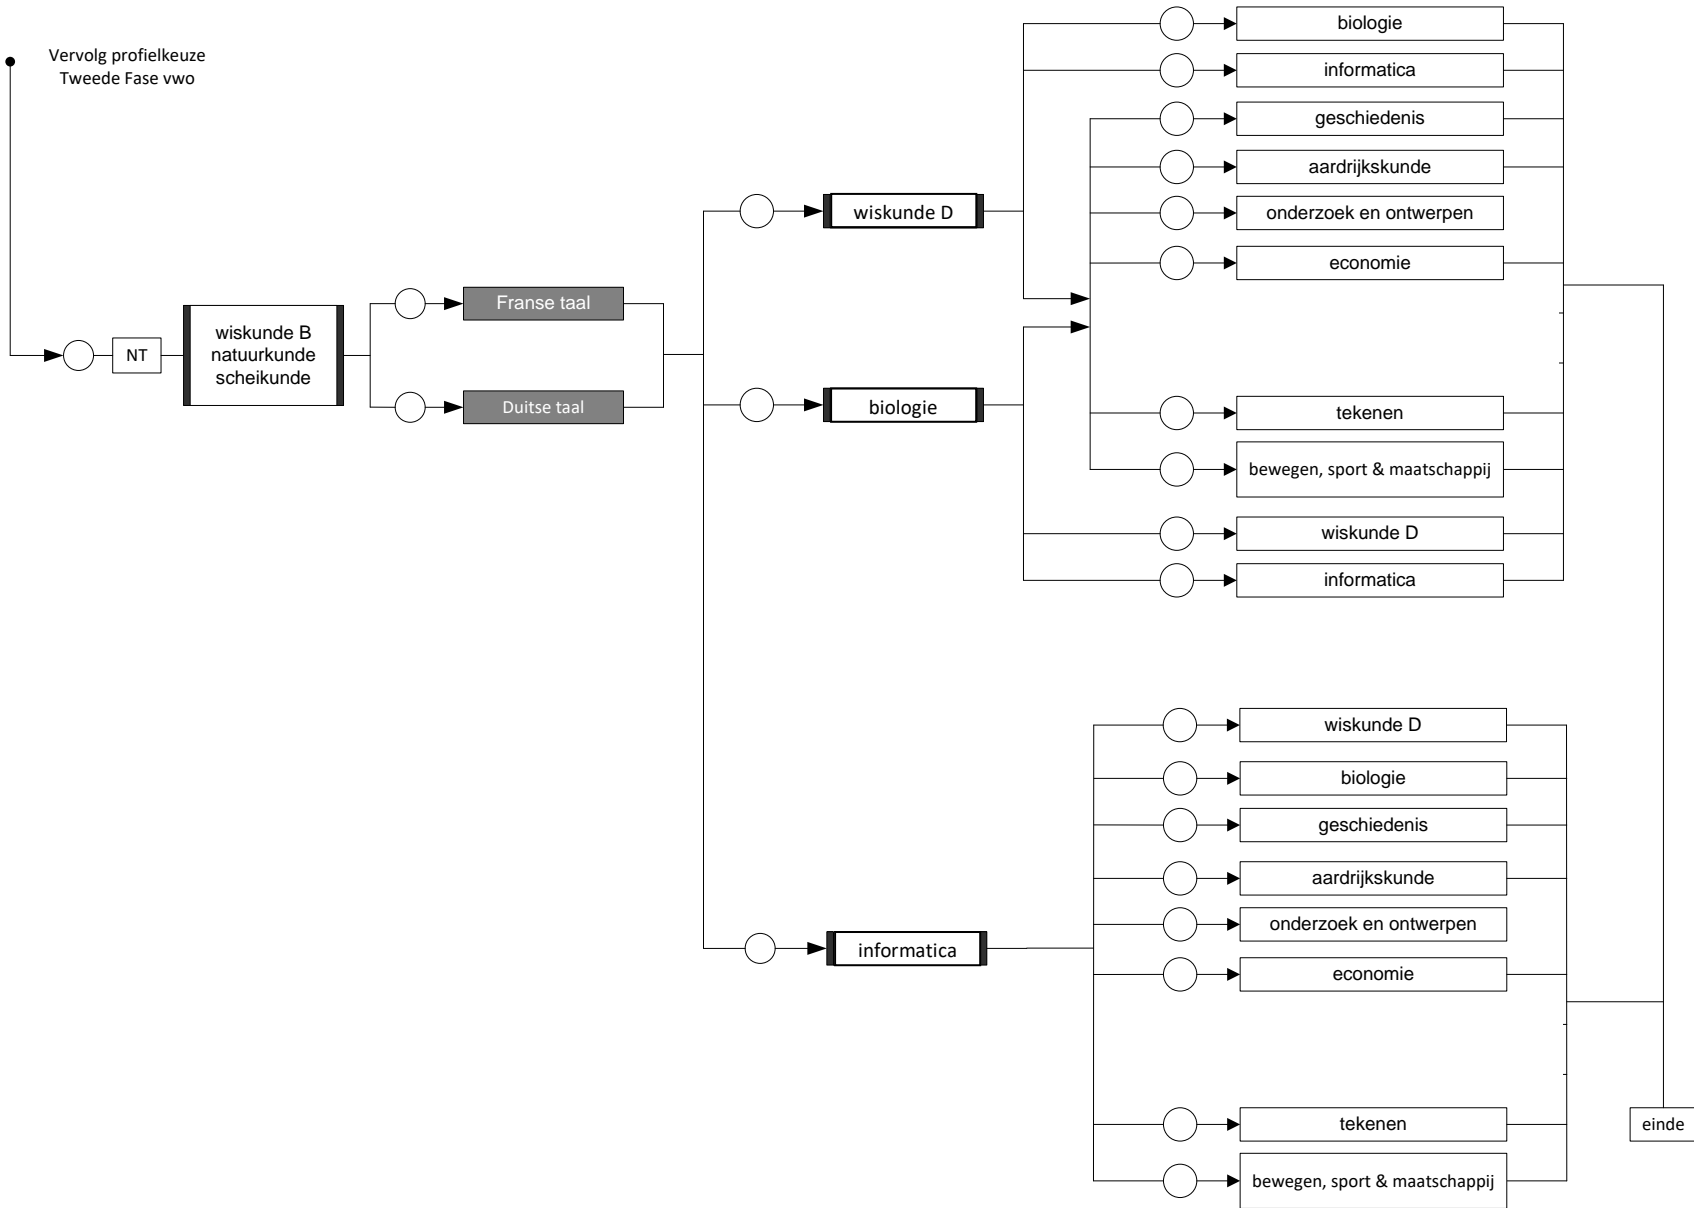 Vervolg profielkeuze
Tweede Fase vwo
NT
wiskunde B
natuurkunde
scheikunde
Franse taal
Duitse taal
wiskunde D
biologie
informatica
biologie
informatica
geschiedenis
aardrijkskunde
onderzoek en ontwerpen
economie
tekenen
bewegen, sport & maatschappij
wiskunde D
informatica
wiskunde D
biologie
geschiedenis
aardrijkskunde
onderzoek en ontwerpen
economie
tekenen
bewegen, sport & maatschappij
einde